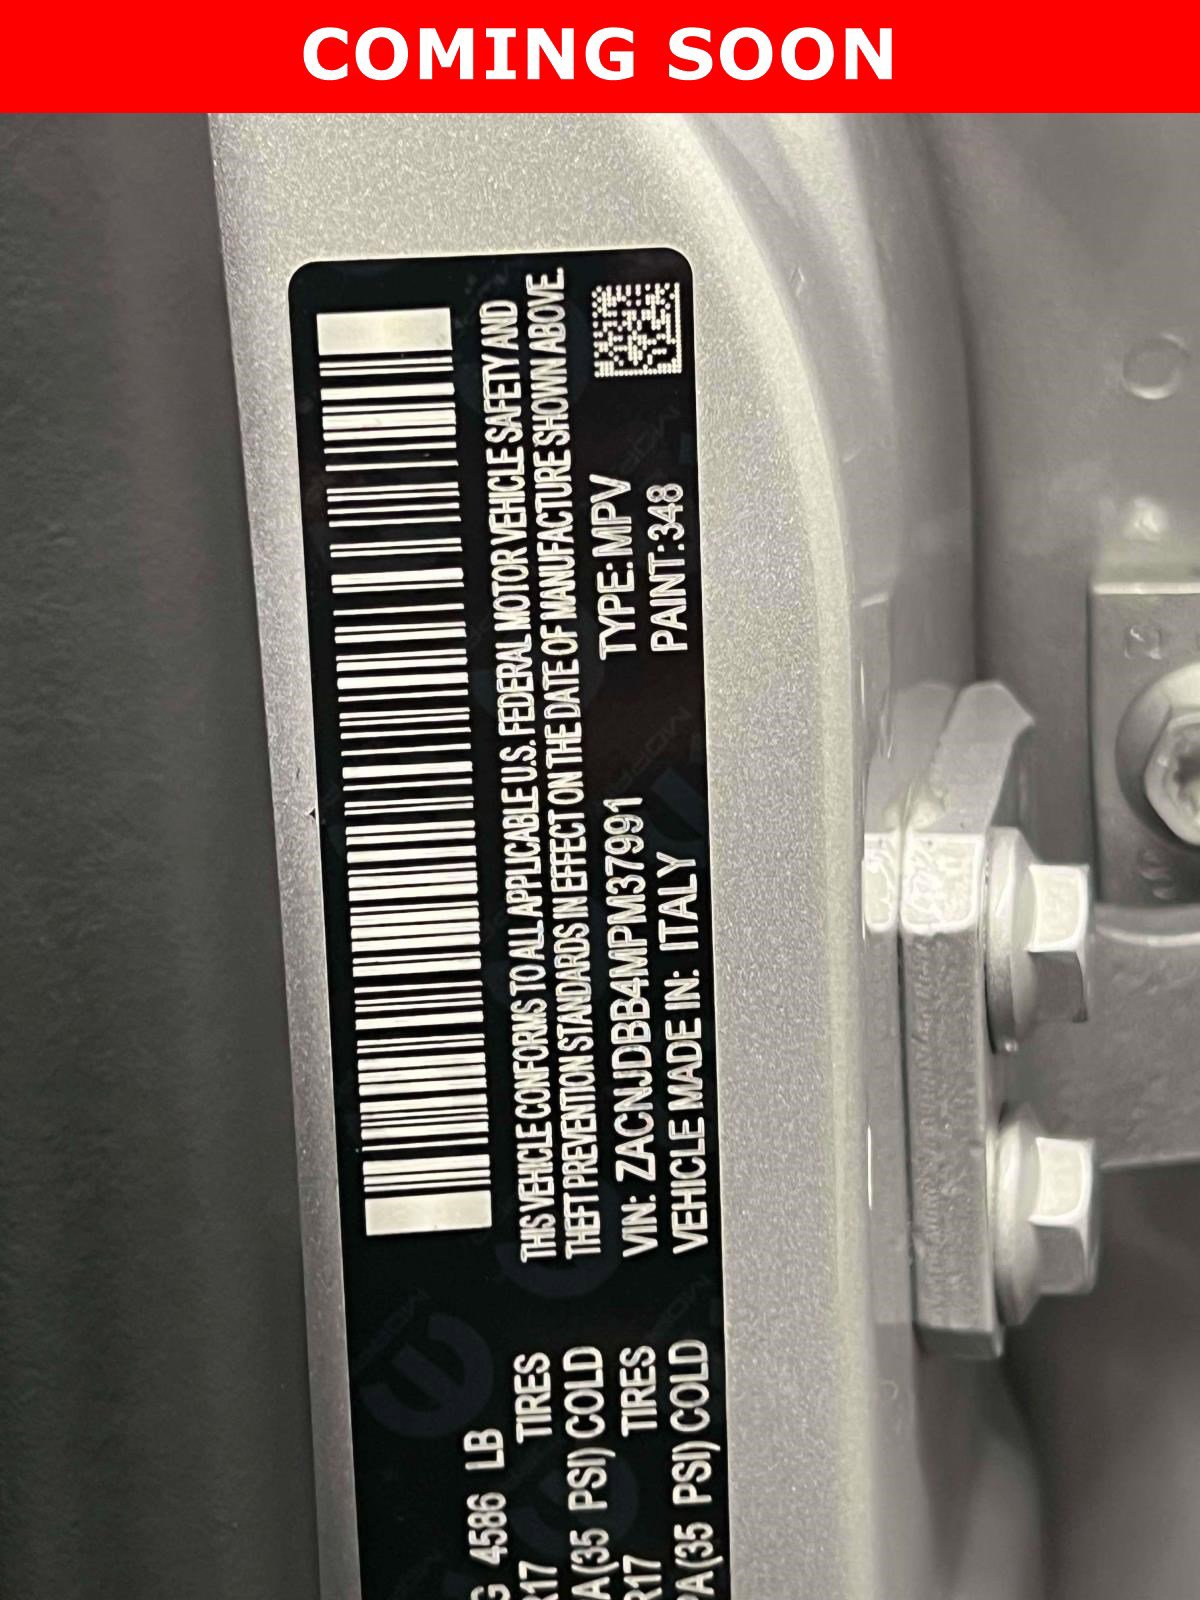 COMING SOON
THIS VEHICLE CONFORMS TO ALL APPLICABLE U.S. FEDERAL MOTOR VEHICLE SAFETY AND
THEFT PREVENTION STANDARDS IN EFFECT ON THE DATE OF MANUFACTURE SHOWN ABOVE.
VIN: ZACNJDBB4MPM37991 TYPE: MPV
VEHICLE MADE IN: ITALY PAINT: 348
G 4586 LB
R17 TIRES
A(35 PSI) COLD
R17 TIRES
PA(35 PSI) COLD